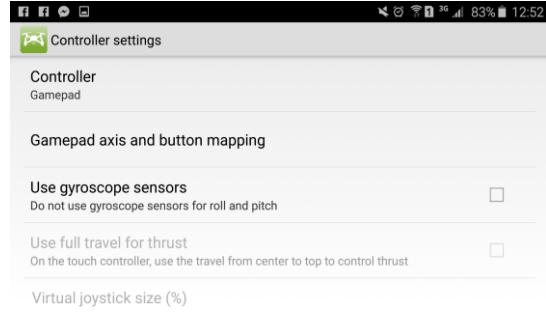 3G 83% 12:52
Controller settings
Controller
Gamepad
Gamepad axis and button mapping
Use gyroscope sensors
Do not use gyroscope sensors for roll and pitch
Use full travel for thrust
On the touch controller, use the travel from center to top to control thrust
Virtual joystick size (%)